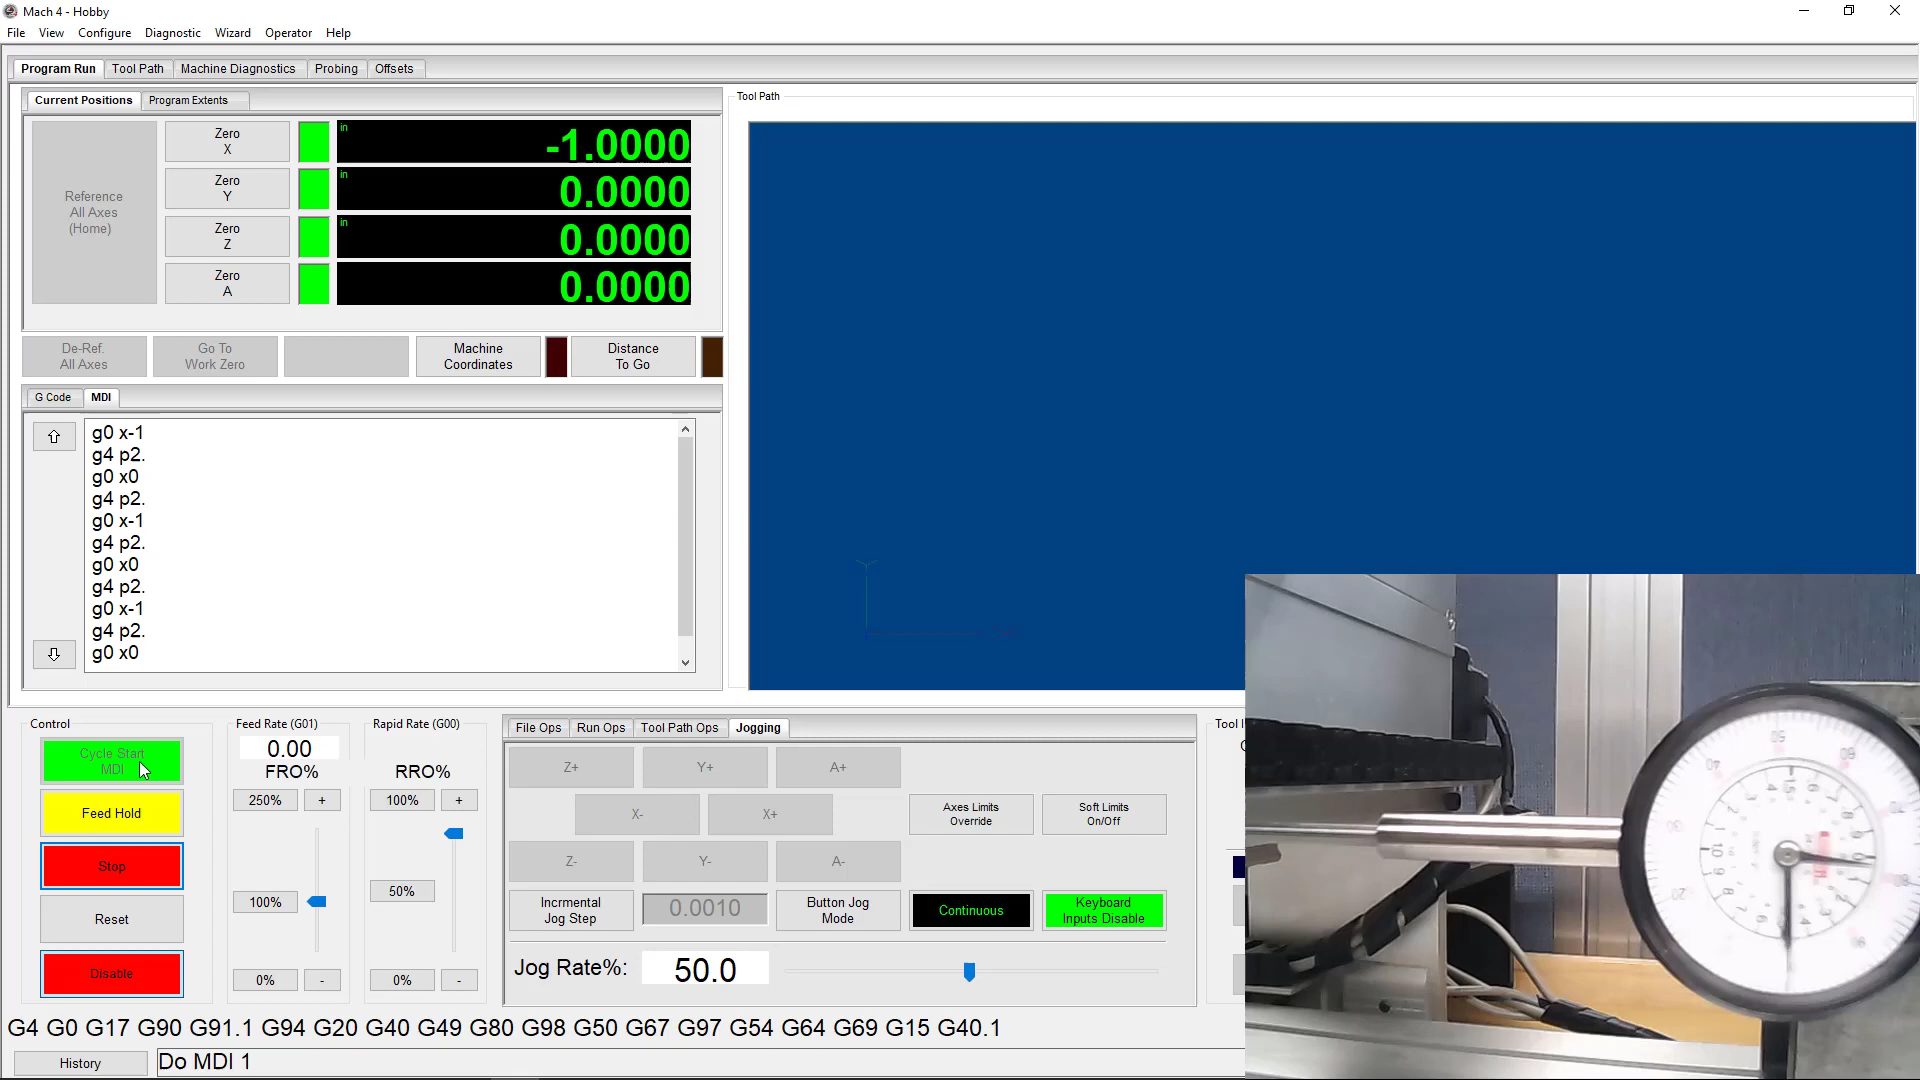 Mach 4 - Hobby
File View Configure Diagnostic Wizard Operator Help
Program Run Tool Path Machine Diagnostics Probing Offsets
Current Positions Program Extents
Tool Path
Reference
All Axes
(Home)
Zero
X
in
-1.0000
Zero
Y
in
0.0000
Zero
Z
in
0.0000
Zero
A
0.0000
De-Ref.
All Axes
Go To
Work Zero
Machine
Coordinates
Distance
To Go
G Code MDI
g0 x-1
g4 p2.
g0 x0
g4 p2.
g0 x-1
g4 p2.
g0 x0
g4 p2.
g0 x-1
g4 p2.
g0 x0
Control
Cycle Start
MDI
Feed Hold
Stop
Reset
Disable
Feed Rate (G01)
0.00
FRO%
250% +
100%
0% -
Rapid Rate (G00)
RRO%
100% +
50%
0% -
File Ops Run Ops Tool Path Ops Jogging
Z+ Y+ A+
X- X+
Axes Limits
Override
Soft Limits
On/Off
Z- Y- A-
Incrmental
Jog Step
0.0010
Button Jog
Mode
Continuous
Keyboard
Inputs Disable
Jog Rate%: 50.0
Tool
G4 G0 G17 G90 G91.1 G94 G20 G40 G49 G80 G98 G50 G67 G97 G54 G64 G69 G15 G40.1
History
Do MDI 1